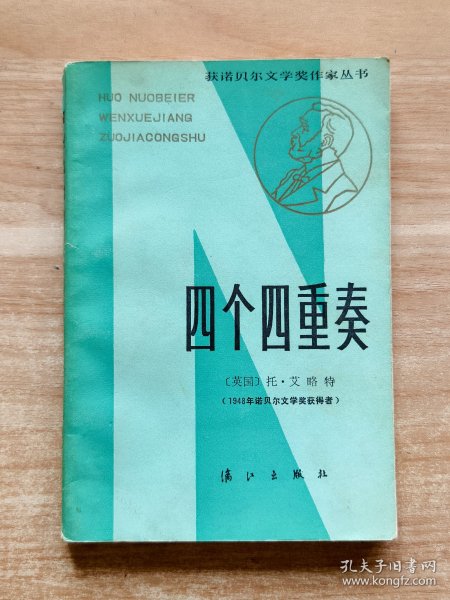 获诺贝尔文学奖作家丛书
HUO NUOBEIER
WENXUEJIANG
ZUOJIACONGSHU
四个四重奏
〔英国〕托·艾略特
(1948年诺贝尔文学奖获得者)
漓江出版社
孔夫子旧书网
www.kongfz.com